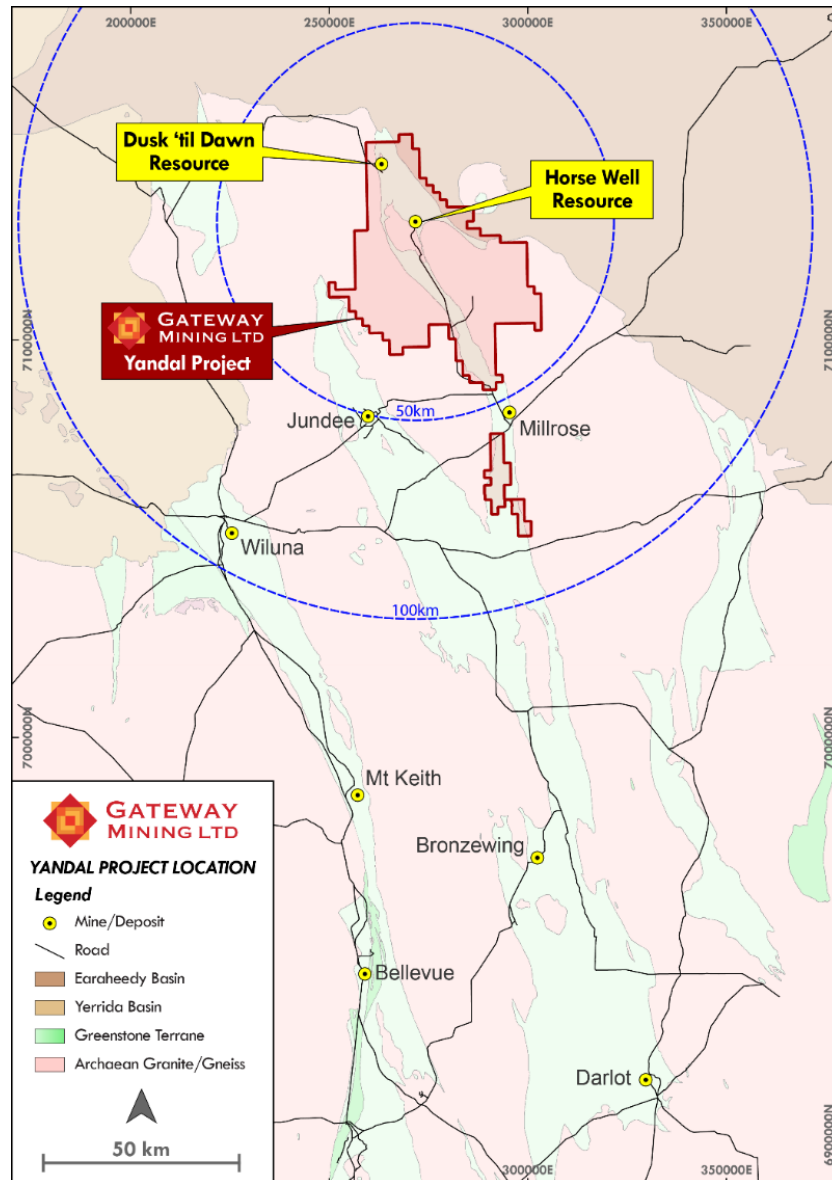 200000E
250000E
300000E
350000E
Dusk ‘til Dawn
Resource
Horse Well
Resource
GATEWAY
MINING LTD
Yandal Project
7100000N
7100000N
50km
Jundee
Millrose
Wiluna
100km
7000000N
7000000N
Mt Keith
Bronzewing
Bellevue
Darlot
6900000N
300000E
350000E
GATEWAY
MINING LTD
YANDAL PROJECT LOCATION
Legend
Mine/Deposit
Road
Earaheedy Basin
Yerrida Basin
Greenstone Terrane
Archaean Granite/Gneiss
50 km